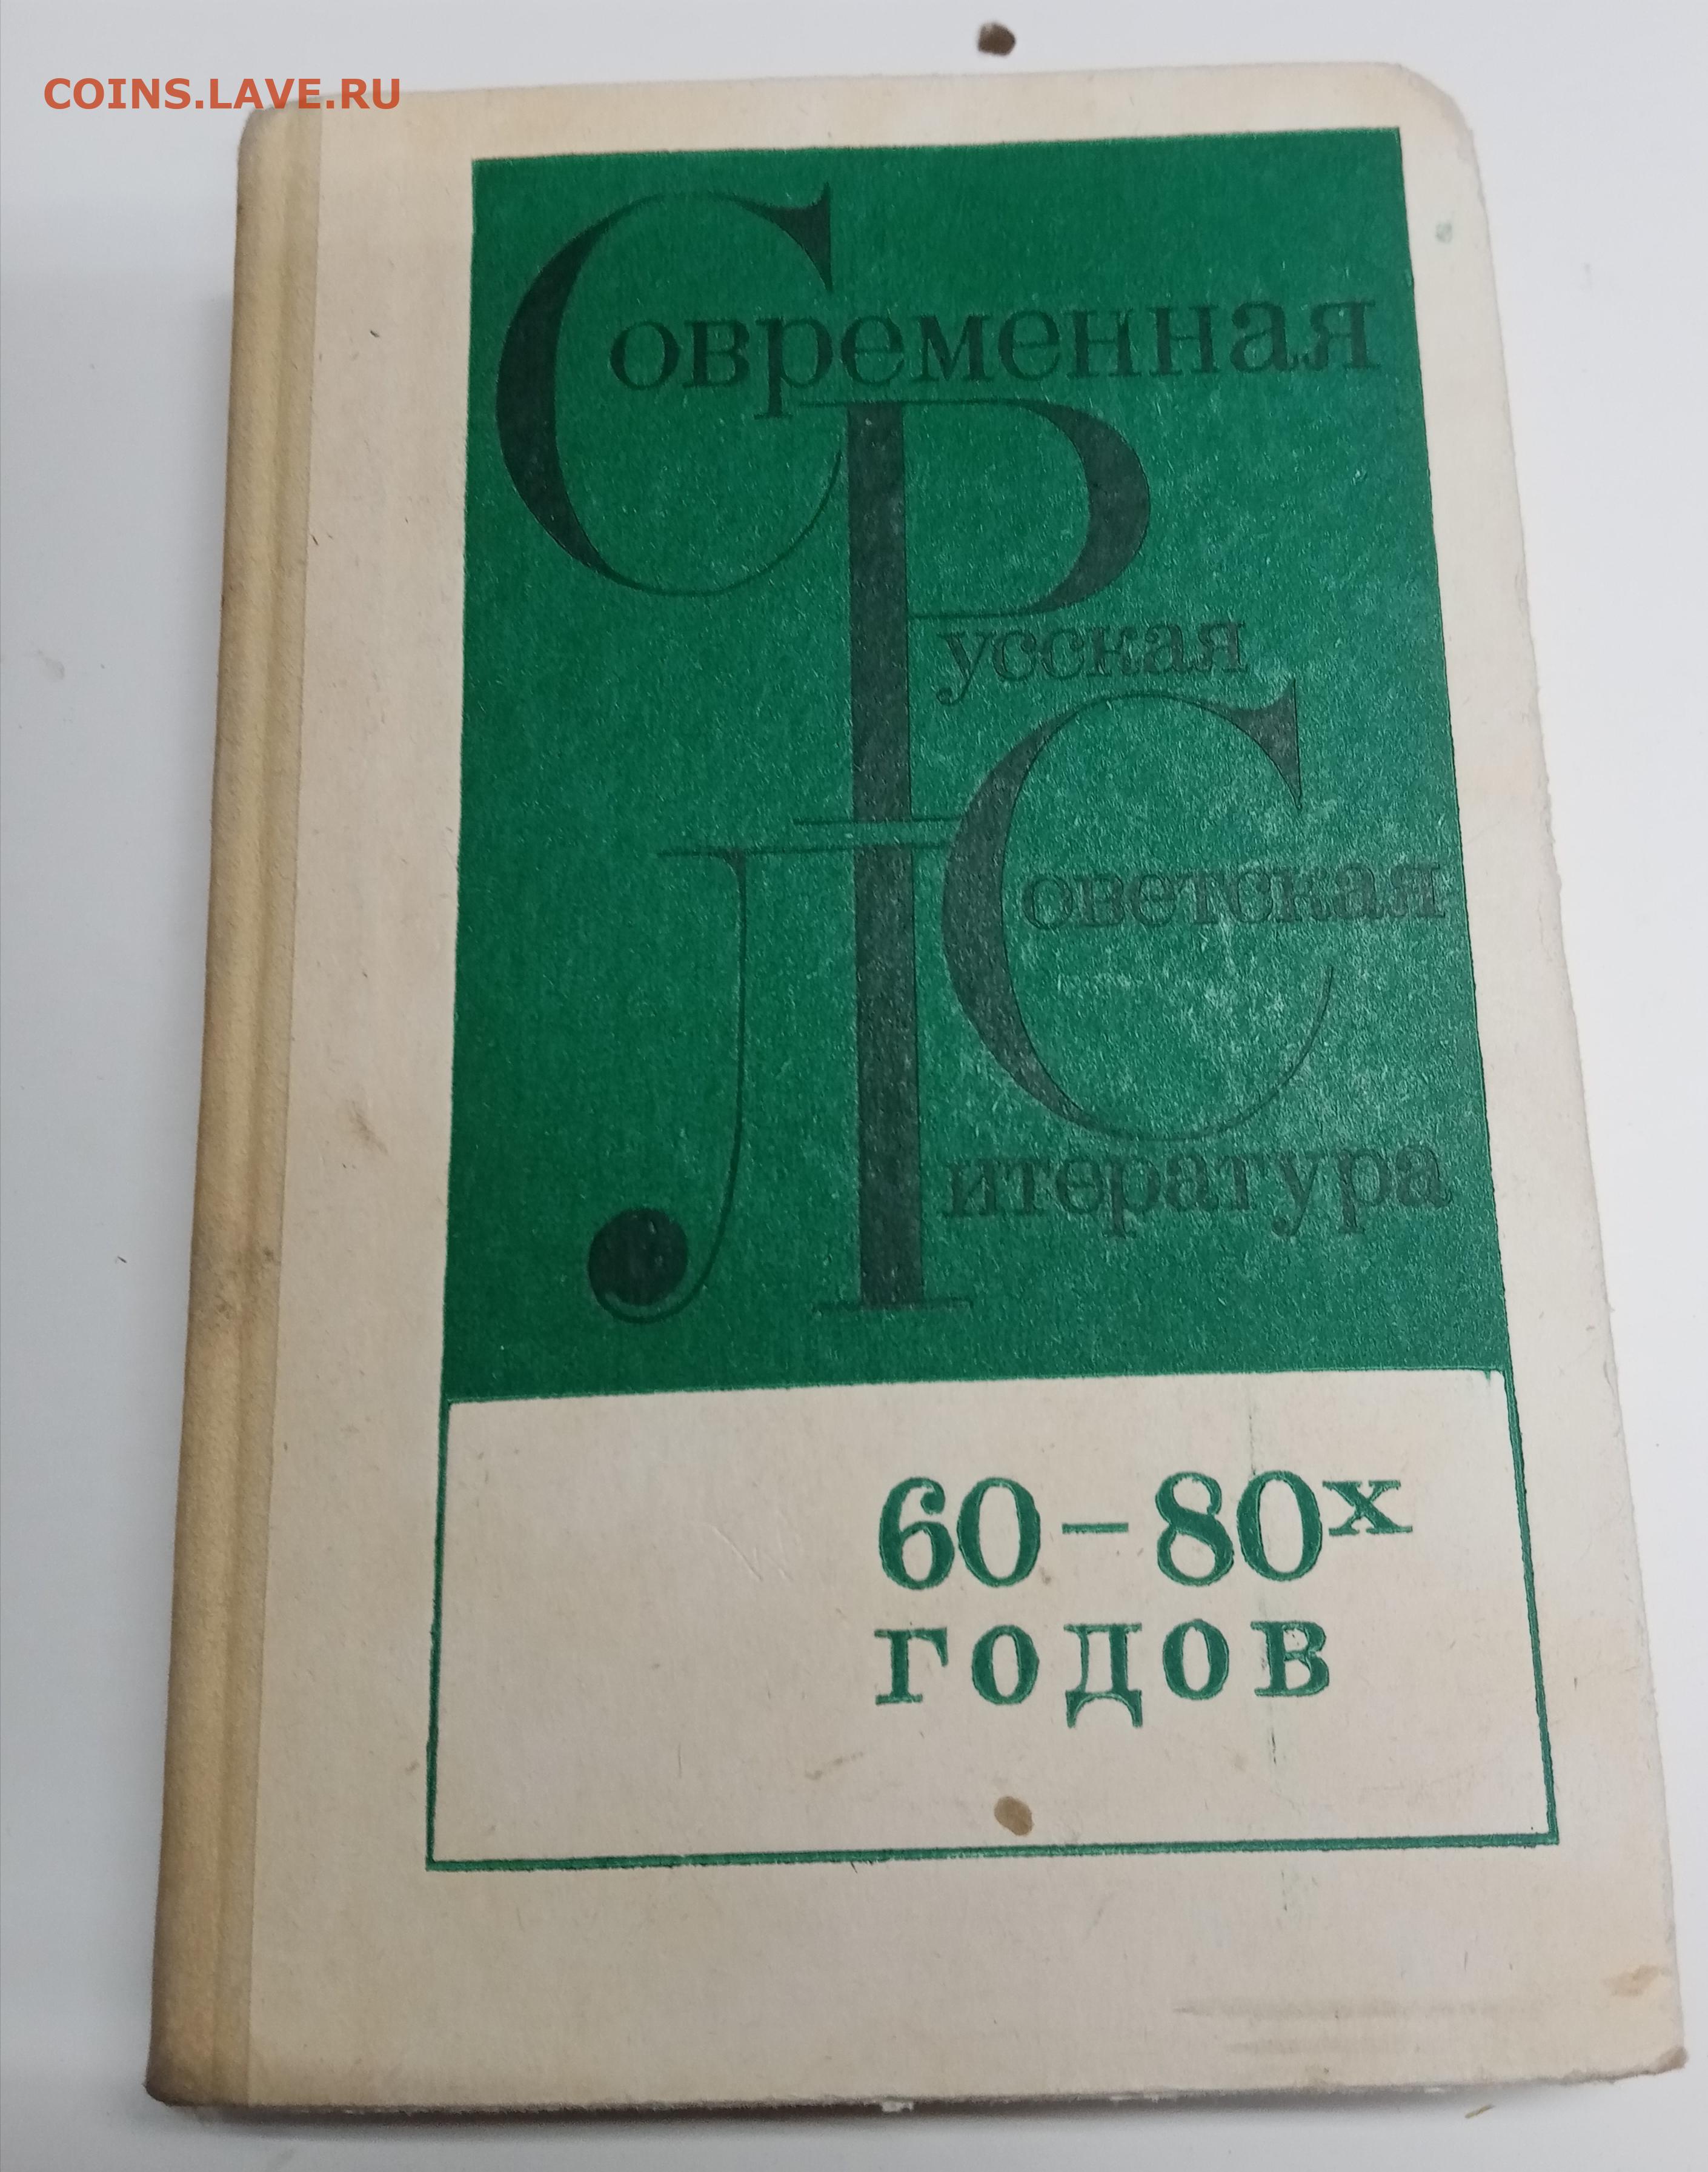 COINS.LAVE.RU
Современная
Русская
Советская
Литература
60-80х
годов